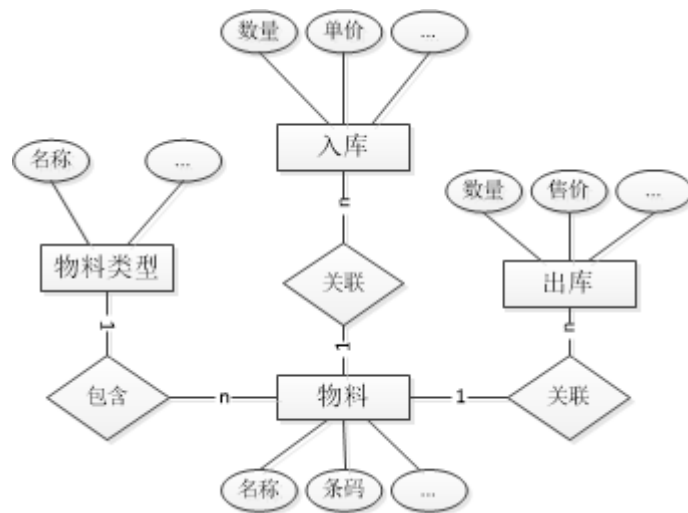 数量
单价
...
入库
名称
...
数量
售价
...
物料类型
n
出库
关联
1
n
1
包含
n
物料
1
关联
名称
条码
...